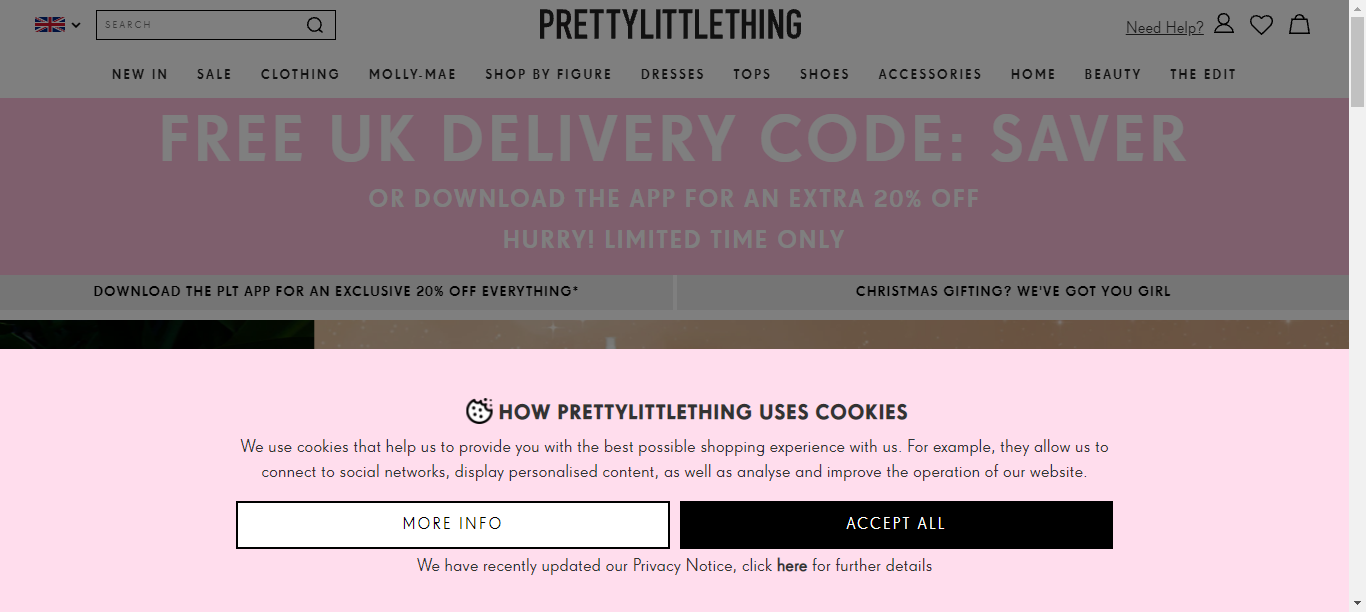 SEARCH
PRETTYLITTLETHING
Need Help?
NEW IN SALE CLOTHING MOLLY-MAE SHOP BY FIGURE DRESSES TOPS SHOES ACCESSORIES HOME BEAUTY THE EDIT
FREE UK DELIVERY CODE: SAVER
OR DOWNLOAD THE APP FOR AN EXTRA 20% OFF
HURRY! LIMITED TIME ONLY
DOWNLOAD THE PLT APP FOR AN EXCLUSIVE 20% OFF EVERYTHING*
CHRISTMAS GIFTING? WE'VE GOT YOU GIRL
HOW PRETTYLITTLETHING USES COOKIES
We use cookies that help us to provide you with the best possible shopping experience with us. For example, they allow us to
connect to social networks, display personalised content, as well as analyse and improve the operation of our website.
MORE INFO
ACCEPT ALL
We have recently updated our Privacy Notice, click here for further details